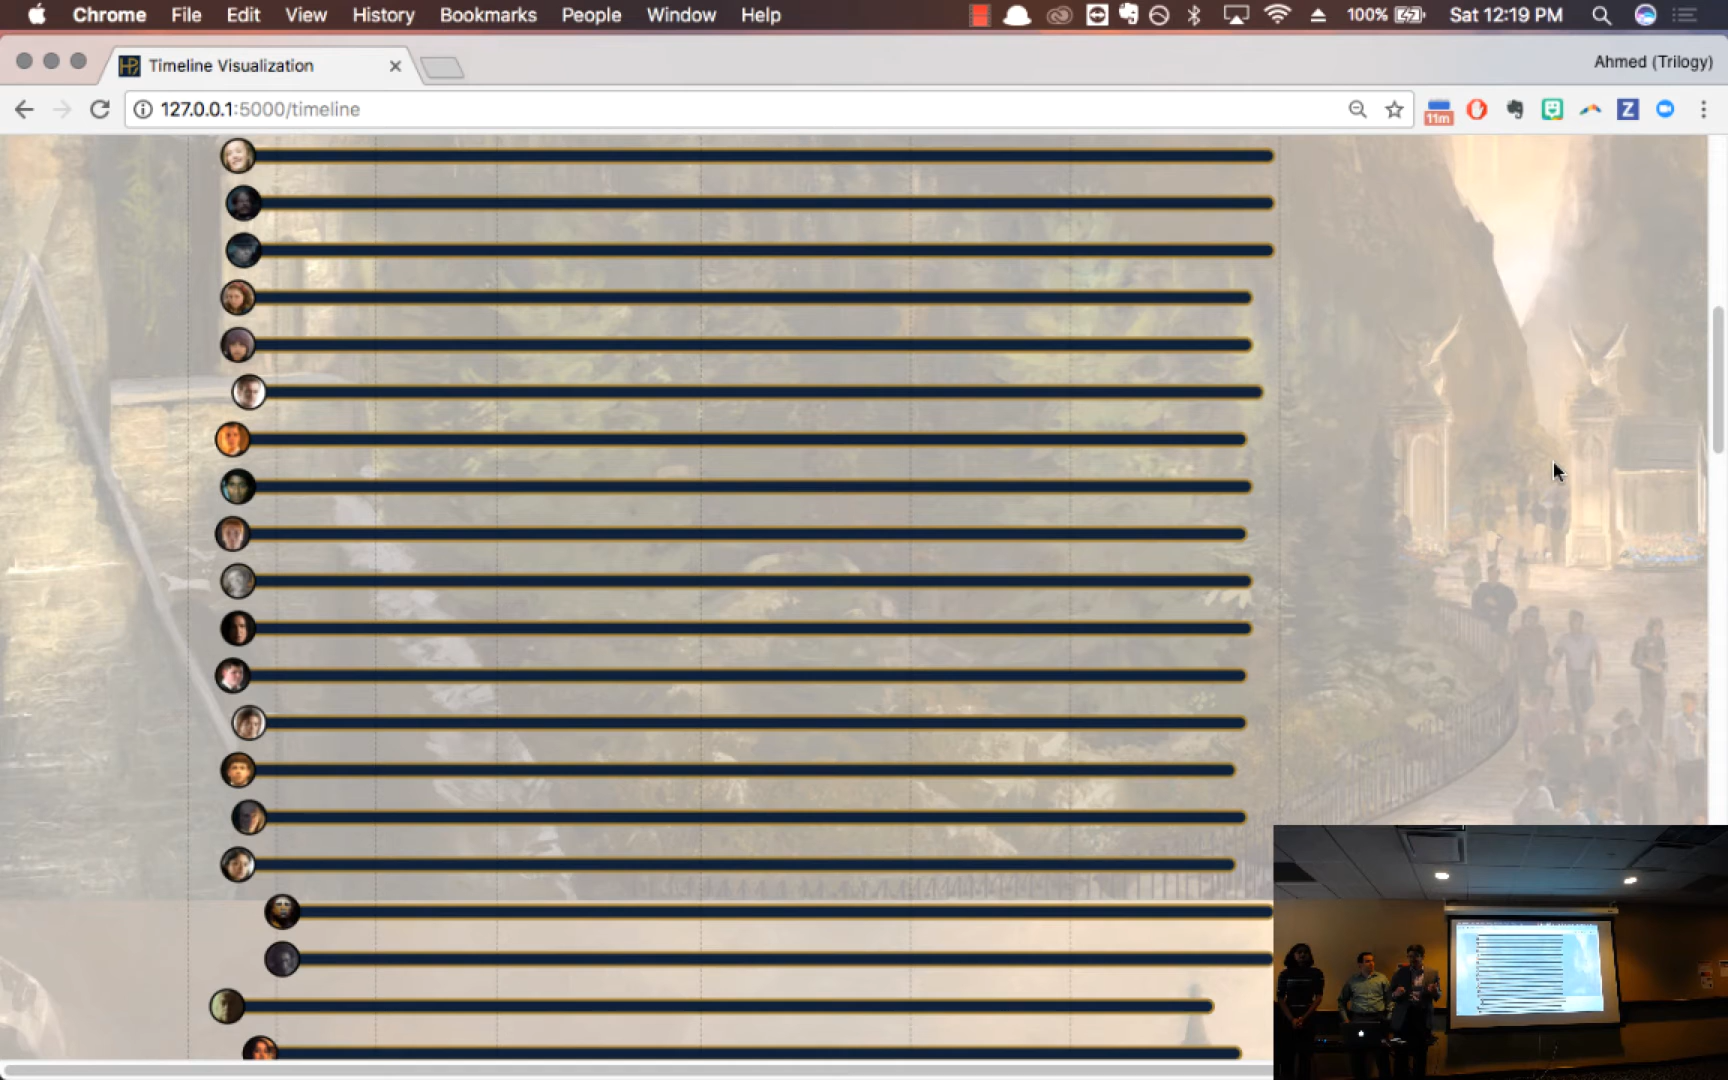 Chrome File Edit View History Bookmarks People Window Help 100% Sat 12:19 PM
Timeline Visualization Ahmed (Trilogy)
127.0.0.1:5000/timeline
11m
Z